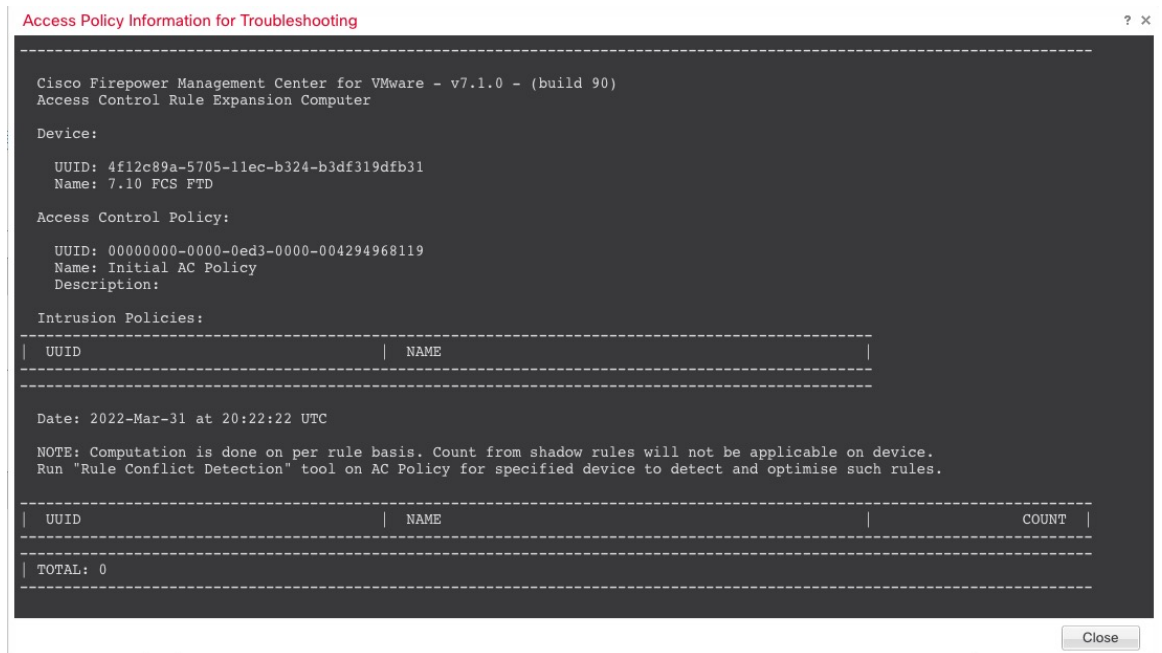 Access Policy Information for Troubleshooting ? ×
--------------------------------------------------------------------------------------------------------------------------
Cisco Firepower Management Center for VMware - v7.1.0 - (build 90)
Access Control Rule Expansion Computer
Device:
UUID: 4f12c89a-5705-11ec-b324-b3df319dfb31
Name: 7.10 FCS FTD
Access Control Policy:
UUID: 00000000-0000-0ed3-0000-004294968119
Name: Initial AC Policy
Description:
Intrusion Policies:
-------------------------------------------------------------------------------------------------
| UUID | NAME |
-------------------------------------------------------------------------------------------------
-------------------------------------------------------------------------------------------------
Date: 2022-Mar-31 at 20:22:22 UTC
NOTE: Computation is done on per rule basis. Count from shadow rules will not be applicable on device.
Run "Rule Conflict Detection" tool on AC Policy for specified device to detect and optimise such rules.
--------------------------------------------------------------------------------------------------------------------------
| UUID | NAME | COUNT |
--------------------------------------------------------------------------------------------------------------------------
--------------------------------------------------------------------------------------------------------------------------
| TOTAL: 0
--------------------------------------------------------------------------------------------------------------------------
Close